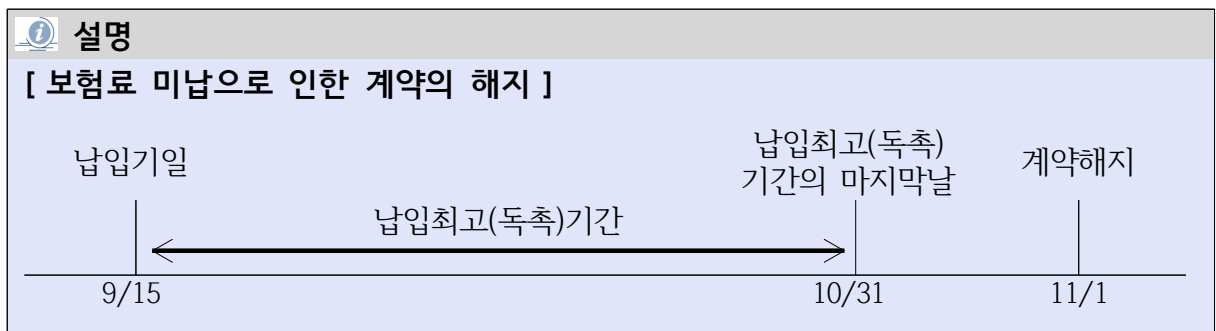 설명
[ 보험료 미납으로 인한 계약의 해지 ]
납입기일
납입최고(독촉)
기간의 마지막날
계약해지
납입최고(독촉)기간
9/15
10/31
11/1